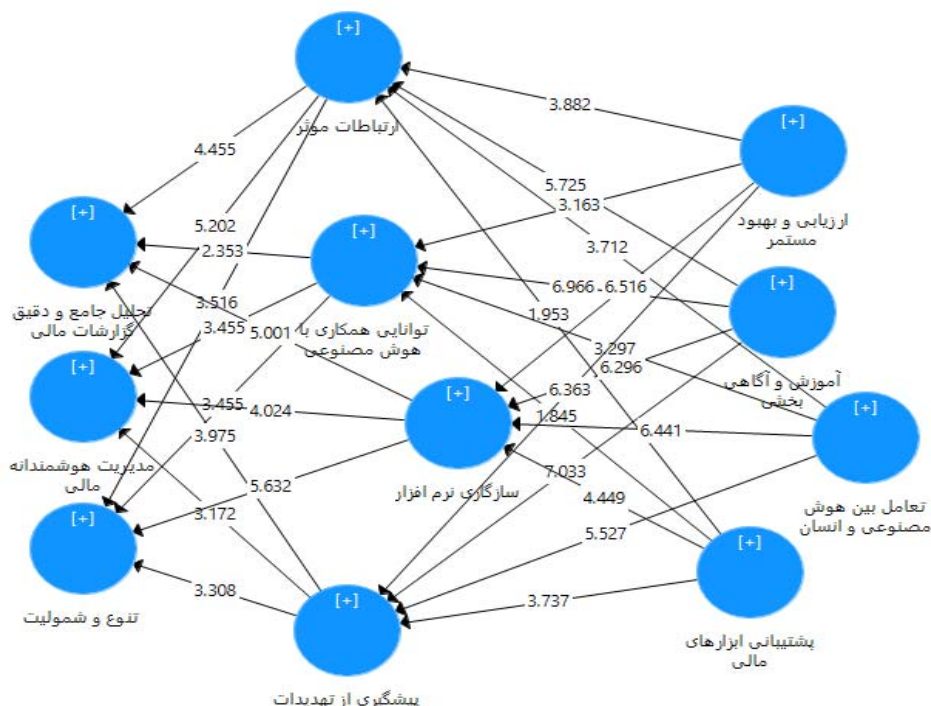 [+]
ارتباطات موثر
[+]
ارزیابی و بهبود
مستمر
[+]
تحلیل جامع و دقیق
گزارشات مالی
[+]
توانایی همکاری با
هوش مصنوعی
[+]
آموزش و آگاهی
بخشی
[+]
مدیریت هوشمندانه
مالی
[+]
سازگاری نرم افزار
[+]
تعامل بین هوش
مصنوعی و انسان
[+]
تنوع و شمولیت
[+]
پیشگیری از تهدیدات
[+]
پشتیبانی ابزارهای
مالی
3.882
4.455
5.725
3.163
5.202
2.353
3.712
6.966
6.516
3.516
1.953
3.455
5.001
3.297
6.296
6.363
3.455
4.024
1.845
6.441
3.975
7.033
5.632
4.449
3.172
5.527
3.308
3.737